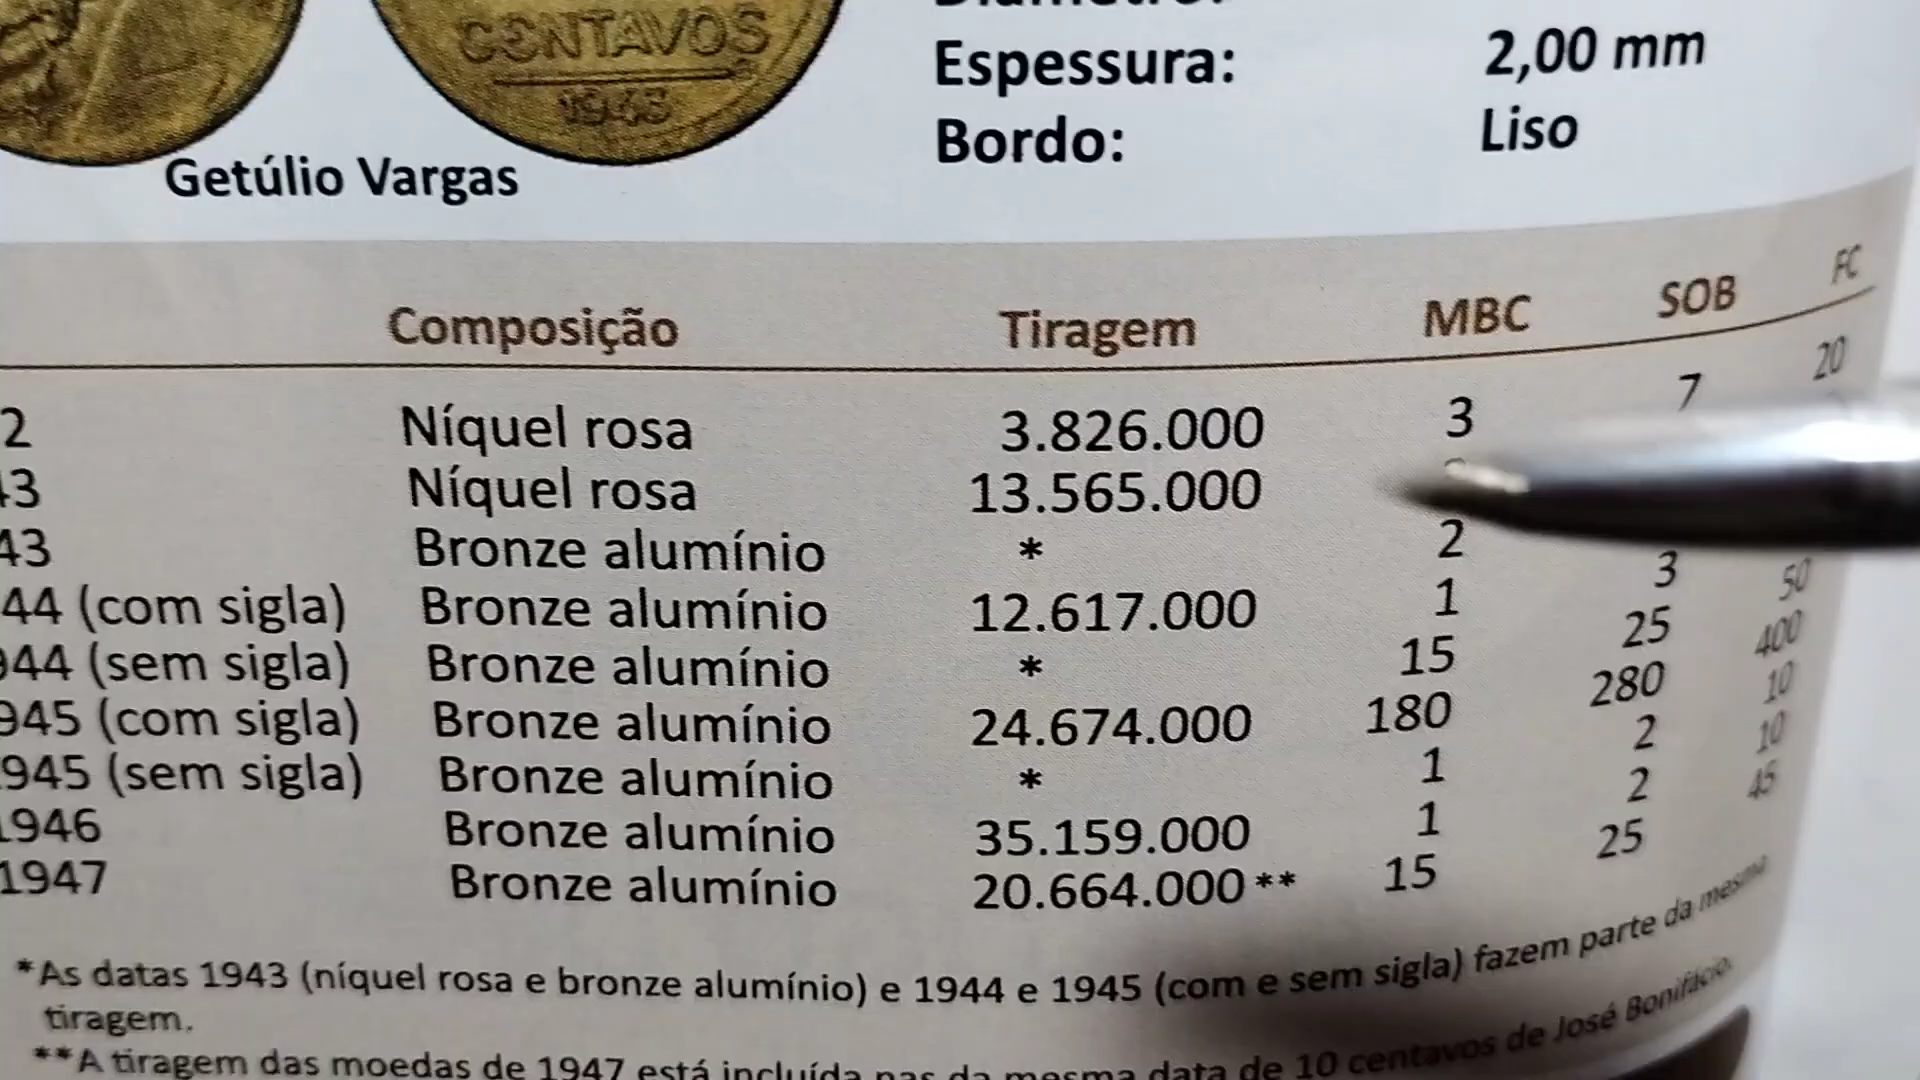 CENTAVOS
1943
Diâmetro:
Espessura: 2,00 mm
Bordo: Liso
Getúlio Vargas
Composição Tiragem MBC SOB FC
2 Níquel rosa 3.826.000 3 7 20
43 Níquel rosa 13.565.000
43 Bronze alumínio * 2
44 (com sigla) Bronze alumínio 12.617.000 1 3
944 (sem sigla) Bronze alumínio * 15 25 50
945 (com sigla) Bronze alumínio 24.674.000 180 280 400
945 (sem sigla) Bronze alumínio * 1 2 10
1946 Bronze alumínio 35.159.000 1 2 10
1947 Bronze alumínio 20.664.000** 15 25 45
*As datas 1943 (níquel rosa e bronze alumínio) e 1944 e 1945 (com e sem sigla) fazem parte da mesma
tiragem.
**A tiragem das moedas de 1947 está incluída nas da mesma data de 10 centavos de José Bonifácio.